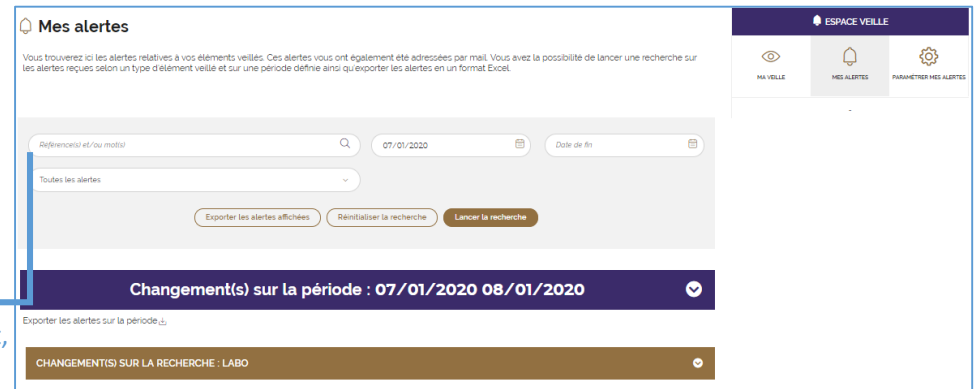 Mes alertes
Vous trouverez ici les alertes relatives à vos éléments veillés. Ces alertes vous ont également été adressées par mail. Vous avez la possibilité de lancer une recherche sur
les alertes reçues selon un type d'élément veillé et sur une période définie ainsi qu'exporter les alertes en un format Excel.
ESPACE VEILLE
MA VEILLE
MES ALERTES
PARAMÉTRER MES ALERTES
Référence(s) et/ou mot(s)
07/01/2020
Date de fin
Toutes les alertes
Exporter les alertes affichées
Réinitialiser la recherche
Lancer la recherche
Changement(s) sur la période : 07/01/2020 08/01/2020
Exporter les alertes sur la période
CHANGEMENT(S) SUR LA RECHERCHE : LABO